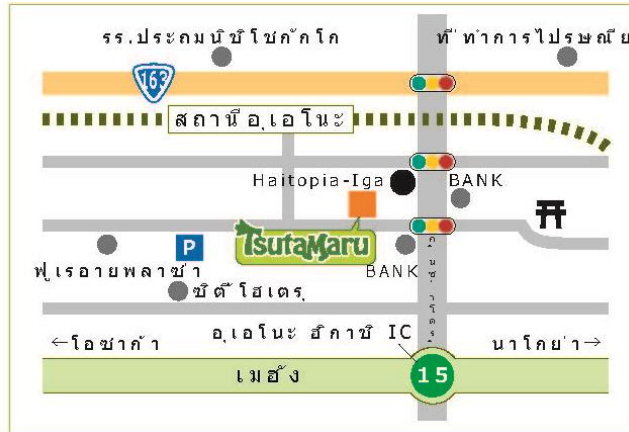 รร.ประถมนิชิโชกักโก
ที่ทำการไปรษณีย
163
สถานีอุเอโนะ
Haitopia-Iga
BANK
P
TsutaMaru
BANK
ฟูเรอายพลาซ่า
ซิตี้โฮเตรุ
อุเอโนะ ฮิกาชิ IC
←โอซาก้า
นาโกย่า→
เมฮัง
15